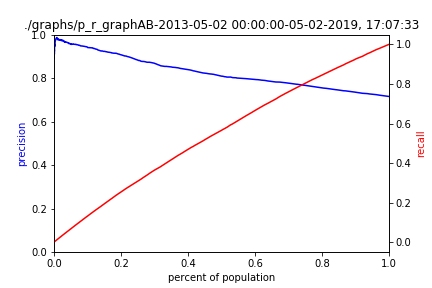 ./graphs/p_r_graphAB-2013-05-02 00:00:00-05-02-2019, 17:07:33
1.0
0.8
0.6
0.4
0.2
0.0
precision
1.0
0.8
0.6
0.4
0.2
0.0
recall
0.0 0.2 0.4 0.6 0.8 1.0
percent of population